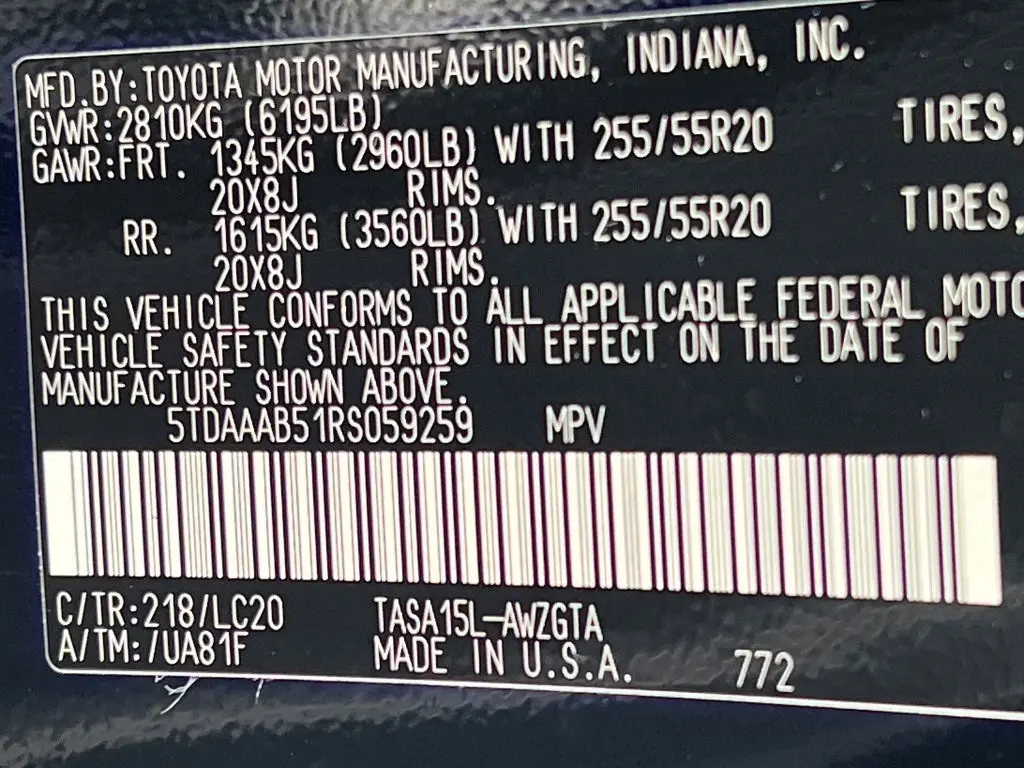 MFD.BY:TOYOTA MOTOR MANUFACTURING, INDIANA, INC.
GVWR:2810KG (6195LB)
GAWR:FRT. 1345KG (2960LB) WITH 255/55R20 TIRES,
20X8J RIMS.
RR. 1615KG (3560LB) WITH 255/55R20 TIRES,
20X8J RIMS.
THIS VEHICLE CONFORMS TO ALL APPLICABLE FEDERAL MOTO
VEHICLE SAFETY STANDARDS IN EFFECT ON THE DATE OF
MANUFACTURE SHOWN ABOVE.
5TDAAAB51RS059259 MPV
C/TR:218/LC20 TASA15L-AWZGTA
A/TM:/UA81F MADE IN U.S.A. 772